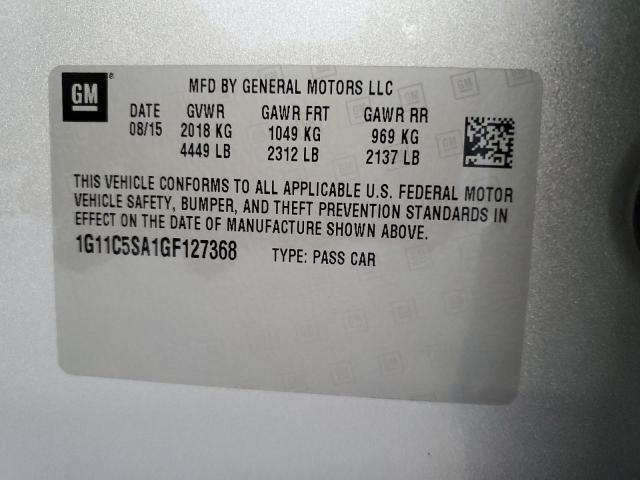 GM
MFD BY GENERAL MOTORS LLC
DATE GVWR GAWR FRT GAWR RR
08/15 2018 KG 1049 KG 969 KG
4449 LB 2312 LB 2137 LB
THIS VEHICLE CONFORMS TO ALL APPLICABLE U.S. FEDERAL MOTOR
VEHICLE SAFETY, BUMPER, AND THEFT PREVENTION STANDARDS IN
EFFECT ON THE DATE OF MANUFACTURE SHOWN ABOVE.
1G11C5SA1GF127368 TYPE: PASS CAR